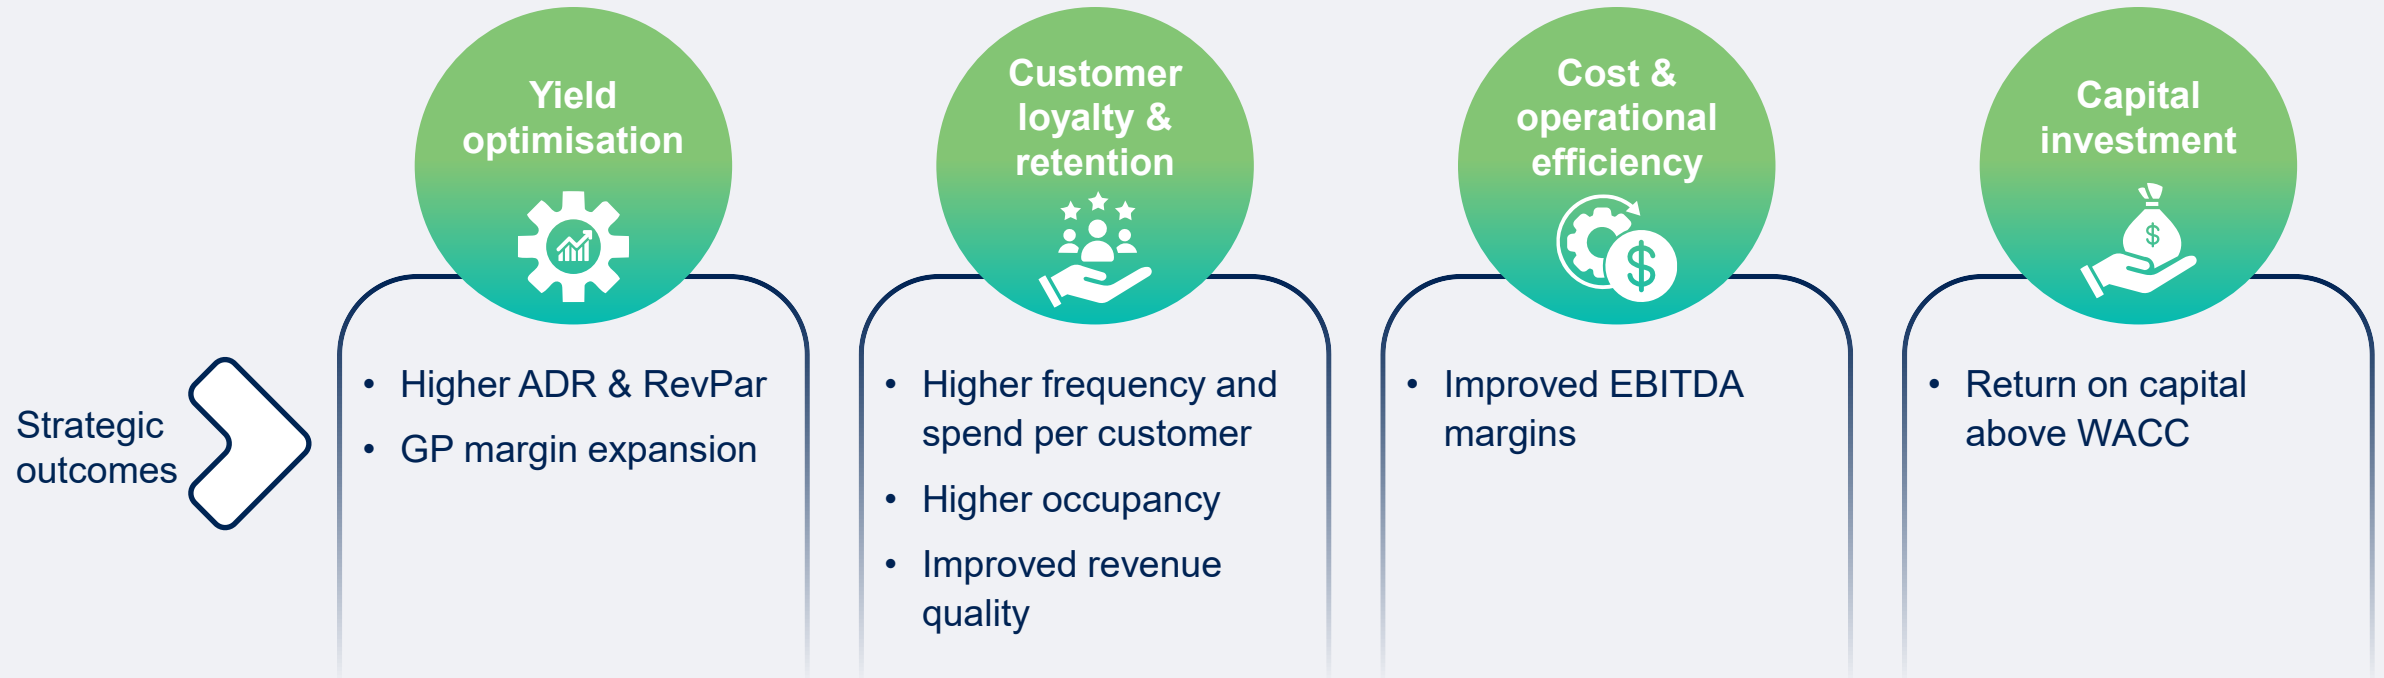 Yield
optimisation
Customer
loyalty &
retention
Cost &
operational
efficiency
Capital
investment
Strategic
outcomes
• Higher ADR & RevPar
• GP margin expansion
• Higher frequency and
spend per customer
• Higher occupancy
• Improved revenue
quality
• Improved EBITDA
margins
• Return on capital
above WACC
$
$